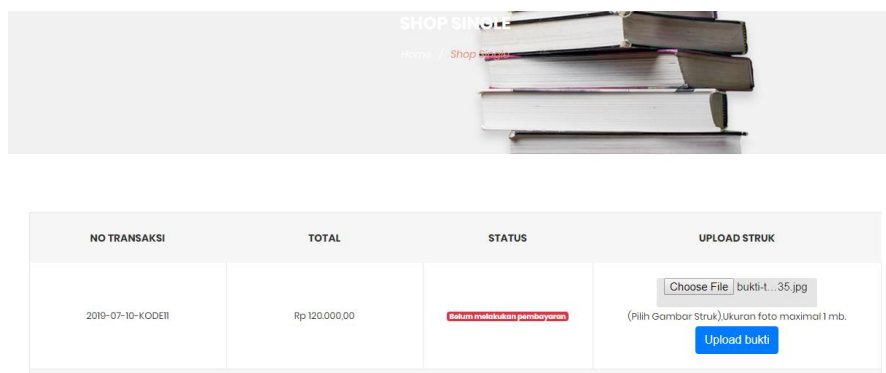 SHOP SINGLE
Home / Shop Single
NO TRANSAKSI TOTAL STATUS UPLOAD STRUK
Choose File bukti-t...35.jpg
2019-07-10-KODE11 Rp 120.000,00 Belum melakukan pembayaran (Pilih Gambar Struk),Ukuran foto maximal 1 mb.
Upload bukti